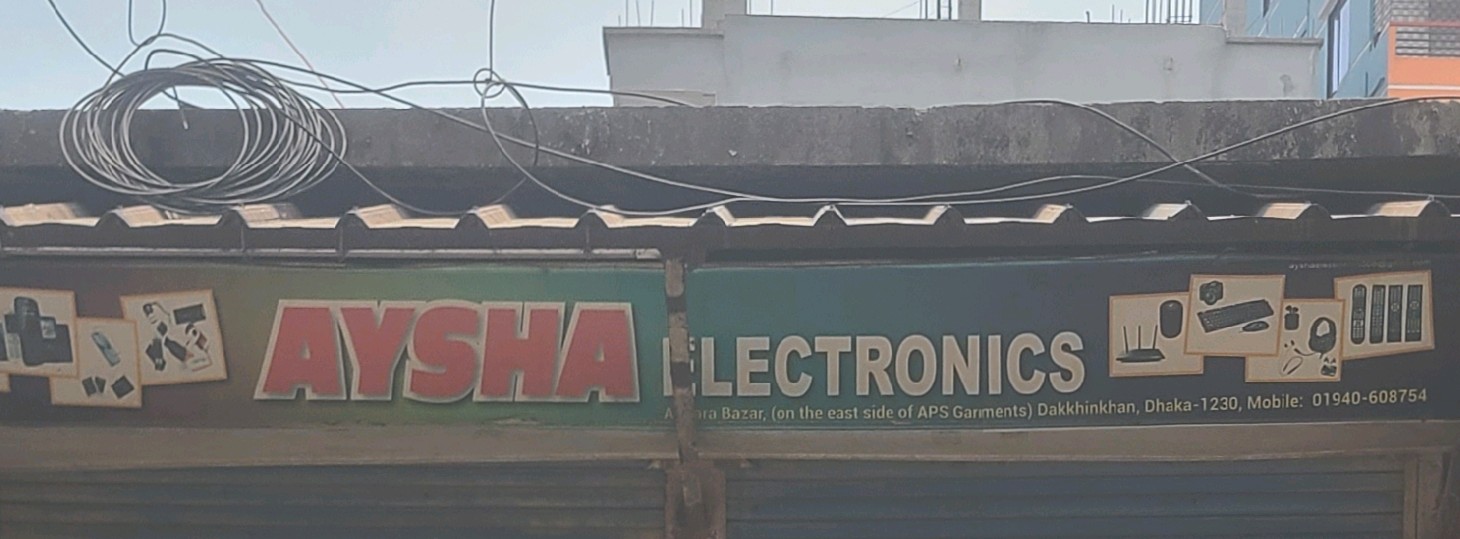 AYSHA ELECTRONICS
Bazar, (on the east side of APS Garments) Dakkhinkhan, Dhaka-1230, Mobile: 01940-608754